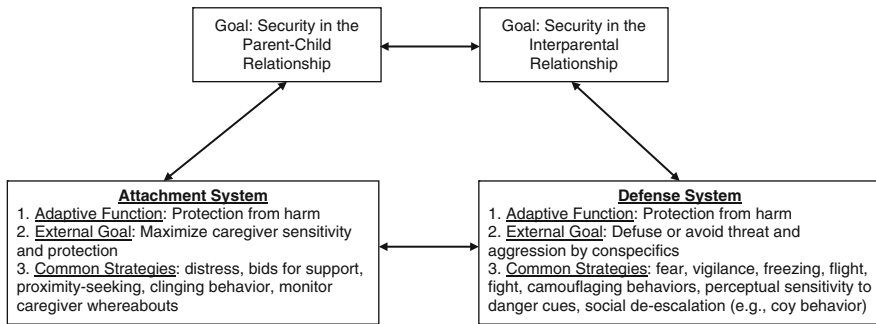 Goal: Security in the
Parent-Child
Relationship
Goal: Security in the
Interparental
Relationship
Attachment System
1. Adaptive Function: Protection from harm
2. External Goal: Maximize caregiver sensitivity
and protection
3. Common Strategies: distress, bids for support,
proximity-seeking, clinging behavior, monitor
caregiver whereabouts
Defense System
1. Adaptive Function: Protection from harm
2. External Goal: Defuse or avoid threat and
aggression by conspecifics
3. Common Strategies: fear, vigilance, freezing, flight,
fight, camouflaging behaviors, perceptual sensitivity to
danger cues, social de-escalation (e.g., coy behavior)